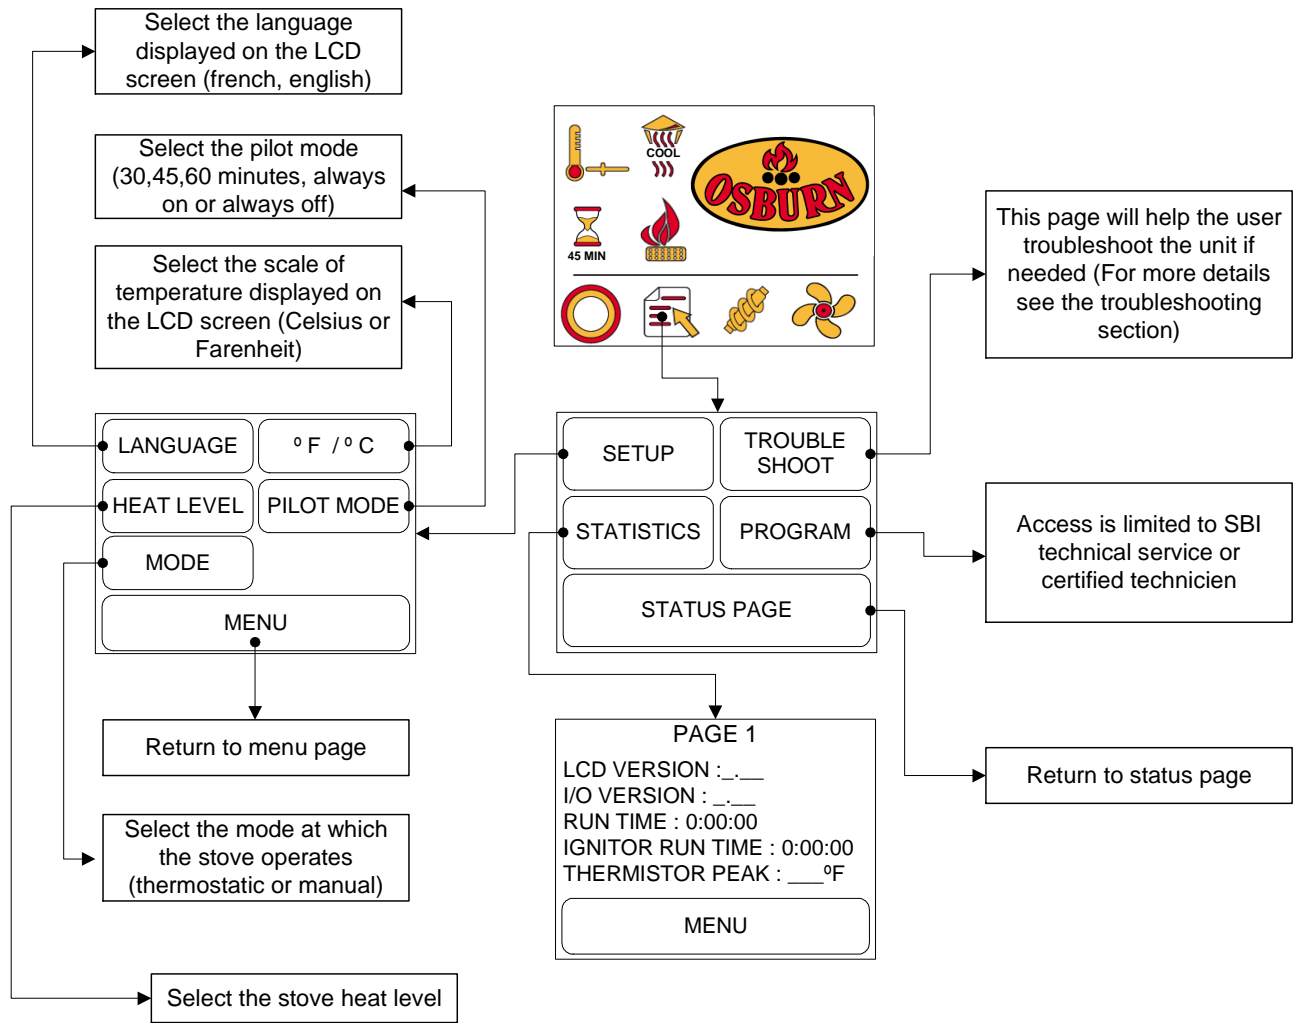 Select the language
displayed on the LCD
screen (french, english)
Select the pilot mode
(30,45,60 minutes, always
on or always off)
Select the scale of
temperature displayed on
the LCD screen (Celsius or
Farenheit)
COOL
OSBURN
45 MIN
This page will help the user
troubleshoot the unit if
needed (For more details
see the troubleshooting
section)
LANGUAGE
º F / º C
HEAT LEVEL
PILOT MODE
MODE
MENU
SETUP
TROUBLE
SHOOT
STATISTICS
PROGRAM
STATUS PAGE
Access is limited to SBI
technical service or
certified technicien
Return to menu page
Select the mode at which
the stove operates
(thermostatic or manual)
Select the stove heat level
PAGE 1
LCD VERSION :_.__
I/O VERSION : _.__
RUN TIME : 0:00:00
IGNITOR RUN TIME : 0:00:00
THERMISTOR PEAK : ___ºF
MENU
Return to status page